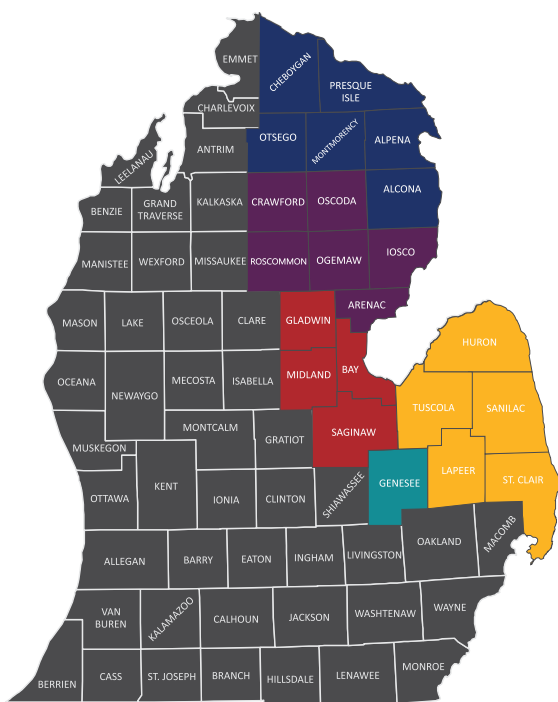 EMMET
CHEBOYGAN
PRESQUE
ISLE
CHARLEVOIX
OTSEGO
MONTMORENCY
ALPENA
LEELANAU
ANTRIM
BENZIE
GRAND
TRAVERSE
KALKASKA
CRAWFORD
OSCODA
ALCONA
MANISTEE
WEXFORD
MISSAUKEE
ROSCOMMON
OGEMAW
IOSCO
ARENAC
MASON
LAKE
OSCEOLA
CLARE
GLADWIN
HURON
OCEANA
NEWAYGO
MECOSTA
ISABELLA
MIDLAND
BAY
TUSCOLA
SANILAC
MUSKEGON
MONTCALM
GRATIOT
SAGINAW
OTTAWA
KENT
IONIA
CLINTON
SHIAWASSEE
GENESEE
LAPEER
ST. CLAIR
ALLEGAN
BARRY
EATON
INGHAM
LIVINGSTON
OAKLAND
MACOMB
VAN
BUREN
KALAMAZOO
CALHOUN
JACKSON
WASHTENAW
WAYNE
BERRIEN
CASS
ST. JOSEPH
BRANCH
HILLSDALE
LENAWEE
MONROE